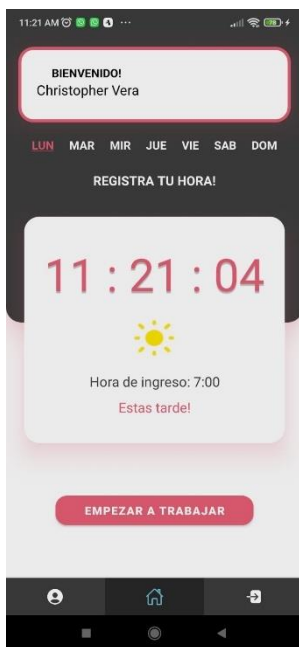 11:21 AM
BIENVENIDO!
Christopher Vera
LUN MAR MIR JUE VIE SAB DOM
REGISTRA TU HORA!
11 : 21 : 04
Hora de ingreso: 7:00
Estas tarde!
EMPEZAR A TRABAJAR